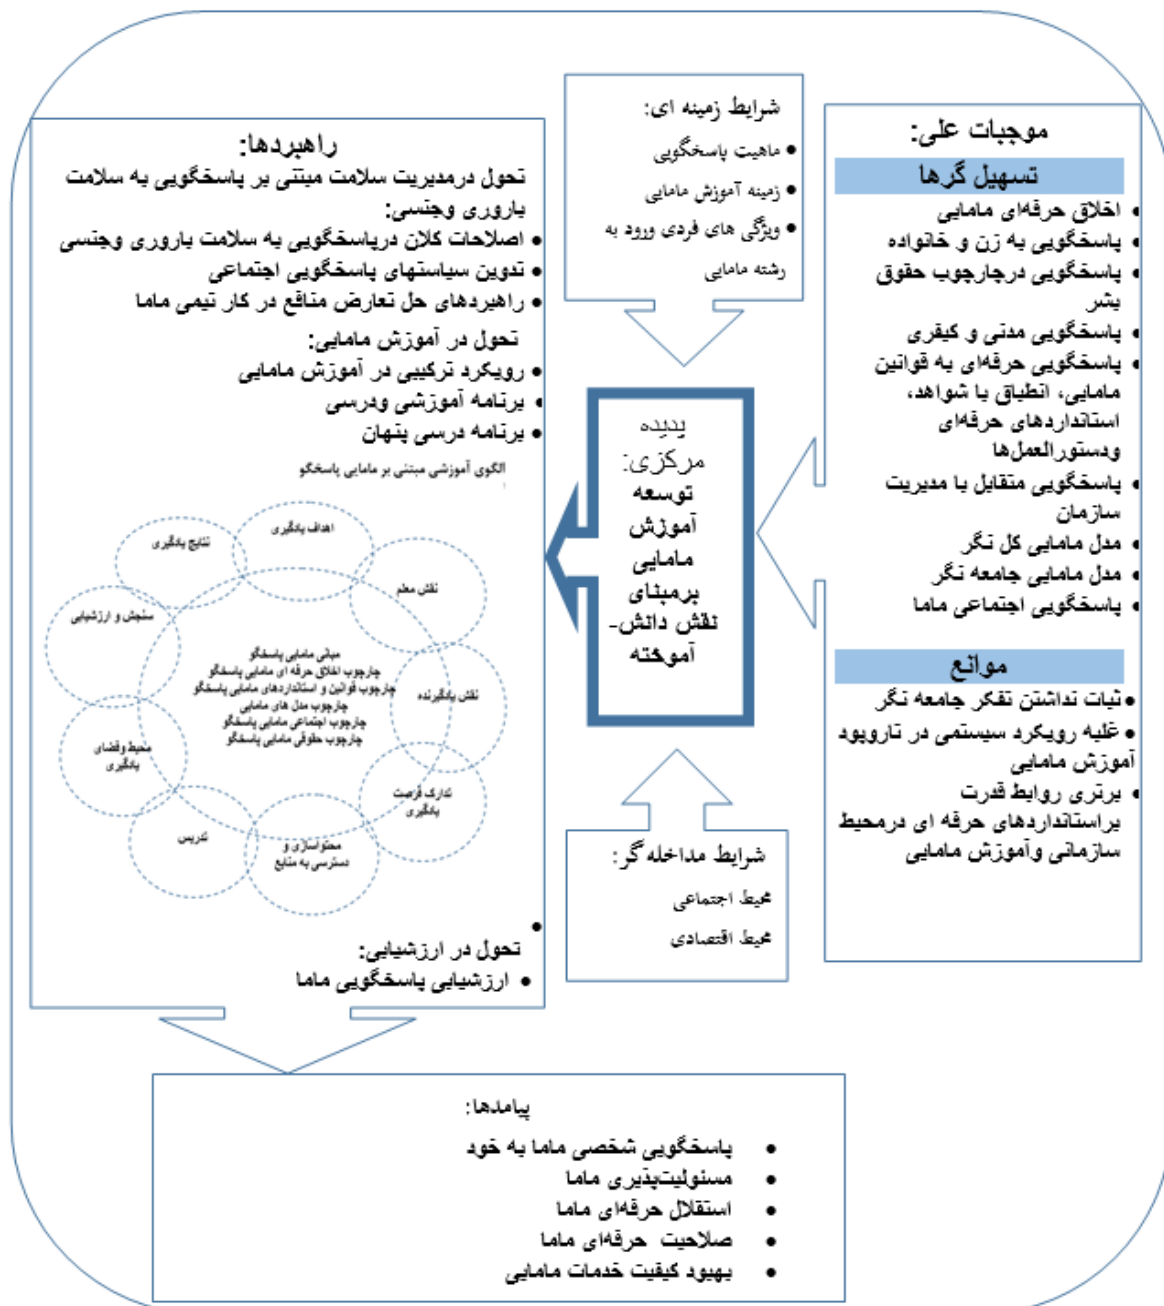 موجبات علی:
تسهیل گرها
• اخلاق حرفه‌ای مامایی
• پاسخگویی به زن و خانواده
• پاسخگویی درچارچوب حقوق
بشر
• پاسخگویی مدنی و کیفری
• پاسخگویی حرفه‌ای به قوانین
مامایی، انطباق با شواهد،
استانداردهای حرفه‌ای
ودستورالعمل‌ها
• پاسخگویی متقابل با مدیریت
سازمان
• مدل مامایی کل نگر
• مدل مامایی جامعه نگر
• پاسخگویی اجتماعی ماما
موانع
• ثبات نداشتن تفکر جامعه نگر
• غلبه رویکرد سیستمی در تاروپود
آموزش مامایی
• برتری روابط قدرت
براستانداردهای حرفه ای درمحیط
سازمانی وآموزش مامایی
شرایط زمینه ای:
• ماهیت پاسخگویی
• زمینه آموزش مامایی
• ویژگی های فردی ورود به
رشته مامایی
پدیده
مرکزی:
توسعه
آموزش
مامایی
برمبنای
نقش دانش-
آموخته
شرایط مداخله گر:
محیط اجتماعی
محیط اقتصادی
راهبردها:
تحول درمدیریت سلامت مبتنی بر پاسخگویی به سلامت
باروری وجنسی:
• اصلاحات کلان درپاسخگویی به سلامت باروری وجنسی
• تدوین سیاستهای پاسخگویی اجتماعی
• راهبردهای حل تعارض منافع در کار تیمی ماما
تحول در آموزش مامایی:
• رویکرد ترکیبی در آموزش مامایی
• برنامه آموزشی ودرسی
• برنامه درسی پنهان
الگوی آموزشی مبتنی بر مامایی پاسخگو
اهداف یادگیری
نقش معلم
نقش یادگیرنده
تدارک فرصت
یادگیری
محتواسازی و
دسترسی به منابع
تدریس
محیط وفضای
یادگیری
سنجش و ارزشیابی
نتایج یادگیری
مبانی مامایی پاسخگو
چارچوب اخلاق حرفه ای مامایی پاسخگو
چارچوب قوانین و استانداردهای مامایی پاسخگو
چارچوب مدل های مامایی
چارچوب اجتماعی مامایی پاسخگو
چارچوب حقوقی مامایی پاسخگو
•
تحول در ارزشیابی:
• ارزشیابی پاسخگویی ماما
پیامدها:
• پاسخگویی شخصی ماما به خود
• مسئولیت‌پذیری ماما
• استقلال حرفه‌ای ماما
• صلاحیت حرفه‌ای ماما
• بهبود کیفیت خدمات مامایی